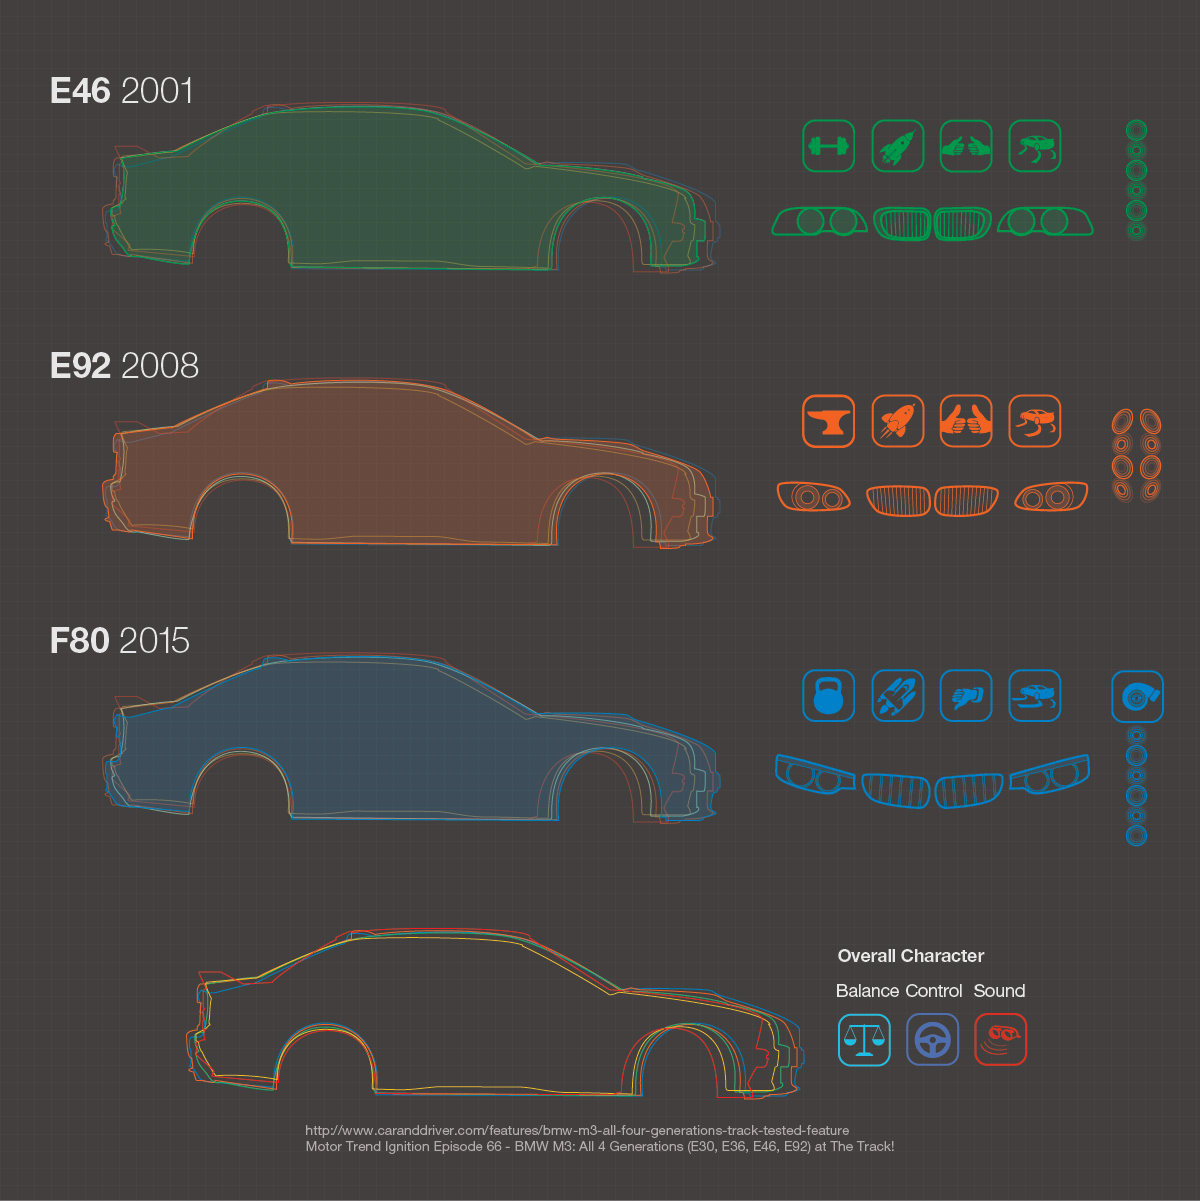 E46 2001
E92 2008
F80 2015
Overall Character
Balance Control Sound
http://www.caranddriver.com/features/bmw-m3-all-four-generations-track-tested-feature
Motor Trend Ignition Episode 66 - BMW M3: All 4 Generations (E30, E36, E46, E92) at The Track!